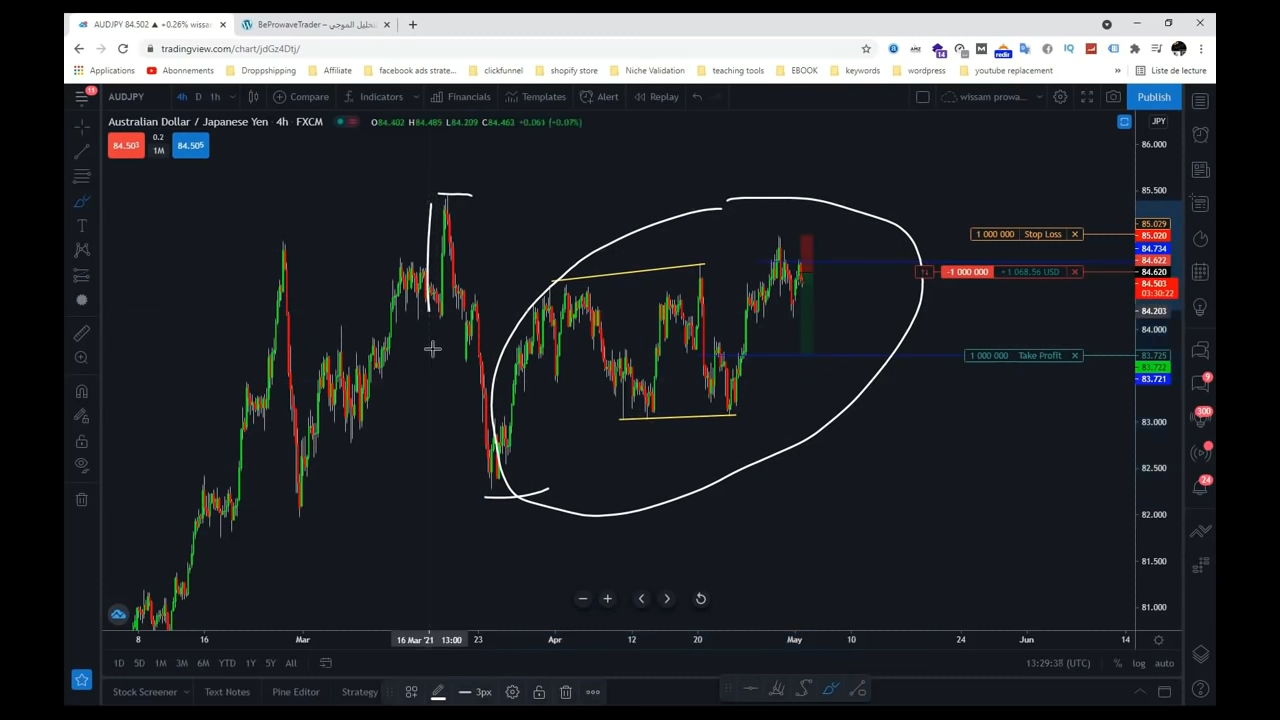 AUDJPY 84.502 ▲ +0.26% wissa
BeProwaveTrader – تحليل الموجي
tradingview.com/chart/jdGz4Dtj/
14
redir
Applications Abonnements Droppshipping Affiliate facebook ads strate... clickfunnel shopify store Niche Validation teaching tools EBOOK keywords wordpress youtube replacement » Liste de lecture
11
AUDJPY 4h D 1h Compare Indicators Financials Templates Alert Replay wissam prowa... Publish
Australian Dollar / Japanese Yen · 4h · FXCM O84.402 H84.485 L84.209 C84.463 +0.061 (+0.07%)
JPY
84.503 0.2 1M 84.505
86.000
85.500
85.029
1 000 000 Stop Loss
85.020
84.734
84.622
-1 000 000 +1 068.56 USD
84.620
84.503
03:30:22
84.203
84.000
1 000 000 Take Profit
83.725
83.722
83.721
83.000
82.500
82.000
81.500
81.000
9
300
24
8 16 Mar 16 Mar '21 13:00 23 Apr 12 20 May 10 24 Jun 14
1D 5D 1M 3M 6M YTD 1Y 5Y All 13:29:38 (UTC) % log auto
Stock Screener Text Notes Pine Editor Strategy 3px